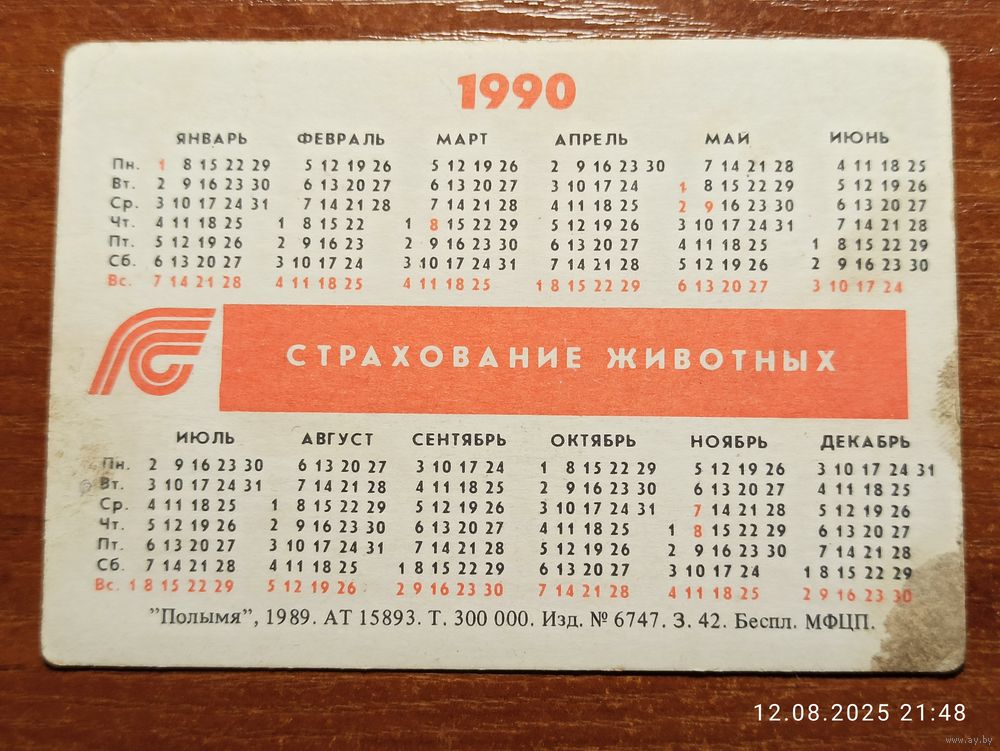 1990
ЯНВАРЬ ФЕВРАЛЬ МАРТ АПРЕЛЬ МАЙ ИЮНЬ
Пн. 1 8 15 22 29 5 12 19 26 5 12 19 26 2 9 16 23 30 7 14 21 28 4 11 18 25
Вт. 2 9 16 23 30 6 13 20 27 6 13 20 27 3 10 17 24 1 8 15 22 29 5 12 19 26
Ср. 3 10 17 24 31 7 14 21 28 7 14 21 28 4 11 18 25 2 9 16 23 30 6 13 20 27
Чт. 4 11 18 25 1 8 15 22 1 8 15 22 29 5 12 19 26 3 10 17 24 31 7 14 21 28
Пт. 5 12 19 26 2 9 16 23 2 9 16 23 30 6 13 20 27 4 11 18 25 1 8 15 22 29
Сб. 6 13 20 27 3 10 17 24 3 10 17 24 31 7 14 21 28 5 12 19 26 2 9 16 23 30
Вс. 7 14 21 28 4 11 18 25 4 11 18 25 1 8 15 22 29 6 13 20 27 3 10 17 24
СТРАХОВАНИЕ ЖИВОТНЫХ
ИЮЛЬ АВГУСТ СЕНТЯБРЬ ОКТЯБРЬ НОЯБРЬ ДЕКАБРЬ
Пн. 2 9 16 23 30 6 13 20 27 3 10 17 24 1 8 15 22 29 5 12 19 26 3 10 17 24 31
Вт. 3 10 17 24 31 7 14 21 28 4 11 18 25 2 9 16 23 30 6 13 20 27 4 11 18 25
Ср. 4 11 18 25 1 8 15 22 29 5 12 19 26 3 10 17 24 31 7 14 21 28 5 12 19 26
Чт. 5 12 19 26 2 9 16 23 30 6 13 20 27 4 11 18 25 1 8 15 22 29 6 13 20 27
Пт. 6 13 20 27 3 10 17 24 31 7 14 21 28 5 12 19 26 2 9 16 23 30 7 14 21 28
Сб. 7 14 21 28 4 11 18 25 1 8 15 22 29 6 13 20 27 3 10 17 24 1 8 15 22 29
Вс. 1 8 15 22 29 5 12 19 26 2 9 16 23 30 7 14 21 28 4 11 18 25 2 9 16 23 30
"Полымя", 1989. АТ 15893. Т. 300 000. Изд. № 6747. З. 42. Беспл. МФЦП.
12.08.2025 21:48
www.ay.by